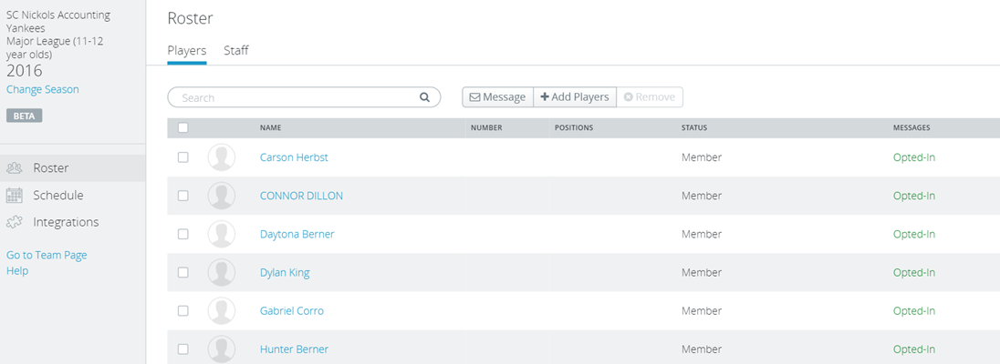 SC Nickols Accounting
Yankees
Major League (11-12
year olds)
2016
Change Season
BETA
Roster
Schedule
Integrations
Go to Team Page
Help
Roster
Players Staff
Search Message Add Players Remove
NAME NUMBER POSITIONS STATUS MESSAGES
Carson Herbst Member Opted-In
CONNOR DILLON Member Opted-In
Daytona Berner Member Opted-In
Dylan King Member Opted-In
Gabriel Corro Member Opted-In
Hunter Berner Member Opted-In